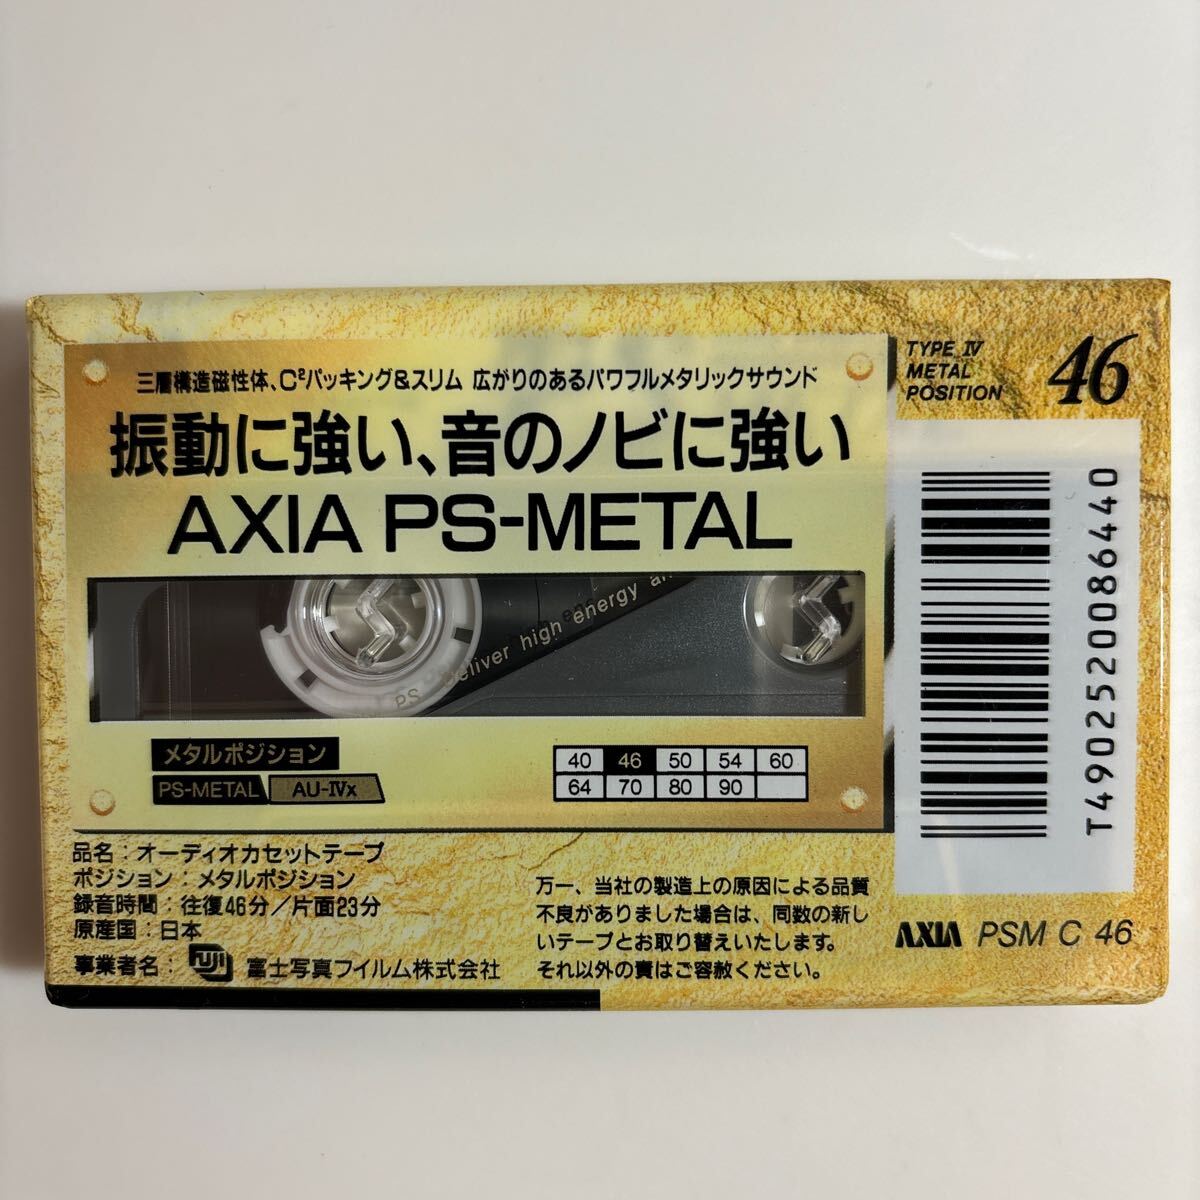 三層構造磁性体、C²パッキング&スリム 広がりのあるパワフルメタリックサウンド
振動に強い、音のノビに強い
AXIA PS-METAL
TYPE IV
METAL
POSITION
46
PS Deliver high energy an
メタルポジション
PS-METAL AU-IVx
40 46 50 54 60
64 70 80 90
T4902520086440
品名:オーディオカセットテープ
ポジション:メタルポジション
録音時間:往復46分/片面23分
原産国:日本
事業者名: FUJI 富士写真フイルム株式会社
万一、当社の製造上の原因による品質
不良がありました場合は、同数の新し
いテープとお取り替えいたします。
それ以外の責はご容赦ください。
AXIA PSM C 46